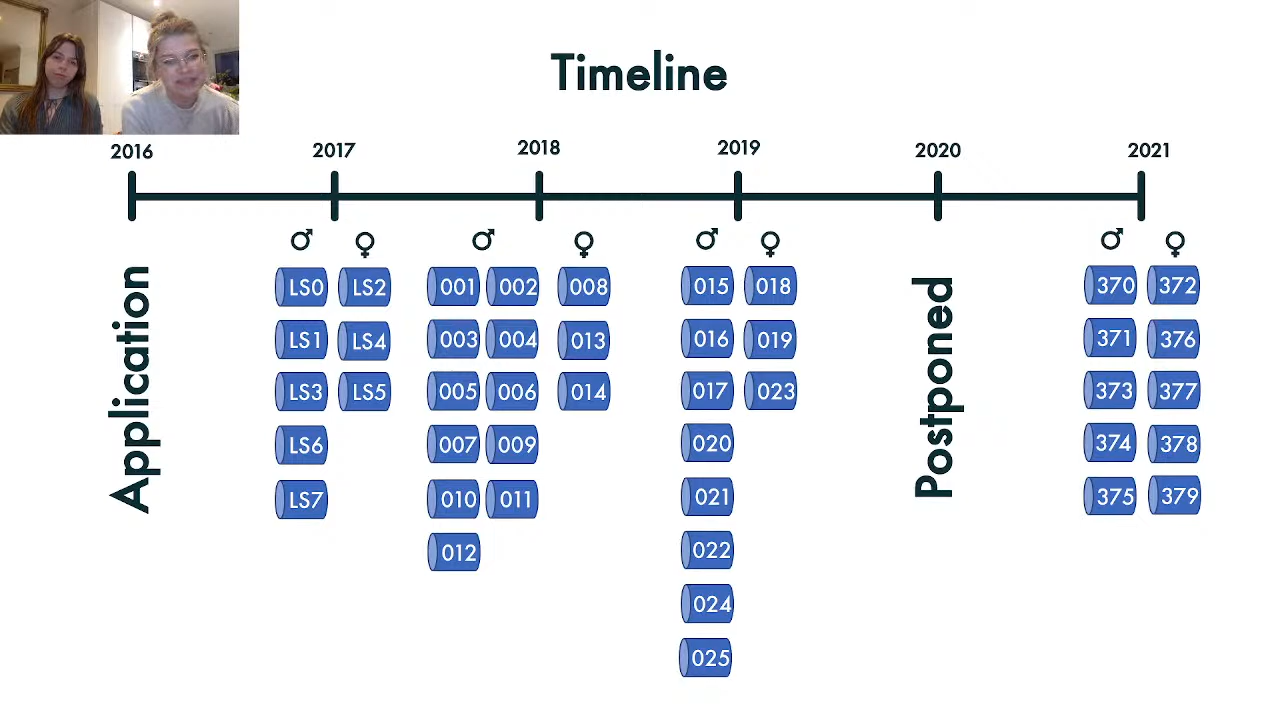 Timeline
2016 2017 2018 2019 2020 2021
♂ ♀ ♂ ♀ ♂ ♀ ♂ ♀
Application
Postponed
LS0 LS2 001 002 008 015 018 370 372
LS1 LS4 003 004 013 016 019 371 376
LS3 LS5 005 006 014 017 023 373 377
LS6 007 009 020 374 378
LS7 010 011 021 375 379
012 022
024
025